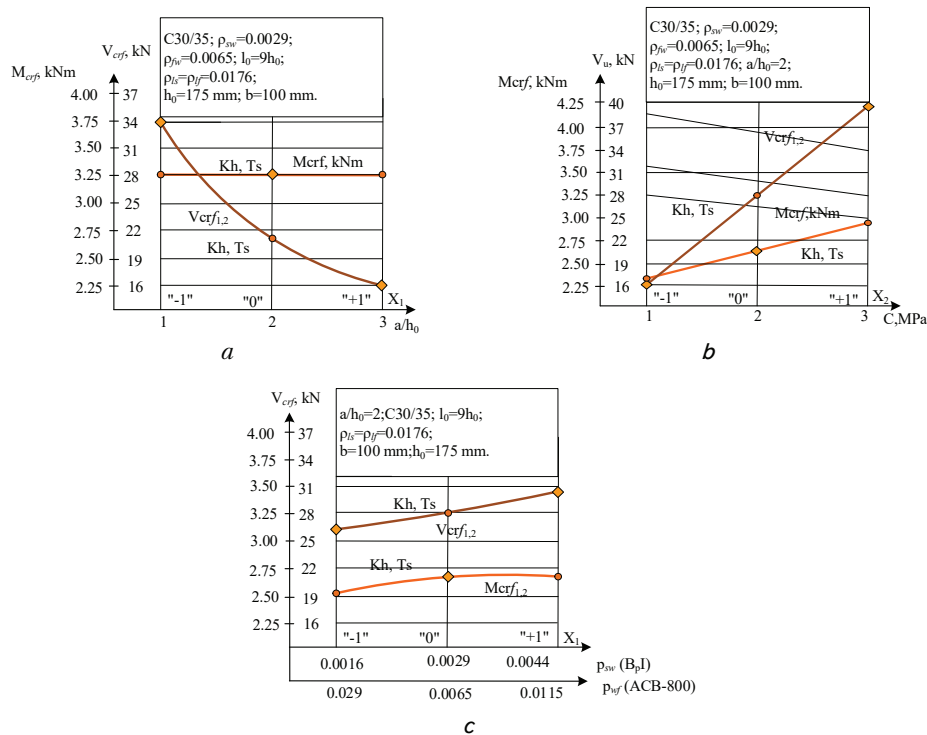 C30/35; ρsw=0.0029;
ρfw=0.0065; l0=9h0;
ρls=ρlf=0.0176;
h0=175 mm; b=100 mm.
Vcrf, kN
Mcrf, kNm
4.00 37
3.75 34
3.50 31
3.25 28
3.00 25
2.75 22
2.50 19
2.25 16
Kh, Ts
Mcrf, kNm
Vcrf1,2
Kh, Ts
"-1" "0" "+1" X1
1 2 3
a/h0
a
C30/35; ρsw=0.0029;
ρfw=0.0065; l0=9h0;
ρls=ρlf=0.0176; a/h0=2;
h0=175 mm; b=100 mm.
Vu, kN
Mcrf, kNm
4.25 40
4.00 37
3.75 34
3.50 31
3.25 28
3.00 25
2.75 22
2.50 19
2.25 16
Vcrf1,2
Kh, Ts
Mcrf,kNm
Kh, Ts
"-1" "0" "+1" X2
1 2 3
C,MPa
b
Vcrf, kN
a/h0=2;C30/35; l0=9h0;
ρls=ρlf=0.0176;
b=100 mm;h0=175 mm.
4.00 37
3.75 34
3.50 31
3.25 28
3.00 25
2.75 22
2.50 19
2.25 16
Kh, Ts
Vcrf1,2
Kh, Ts
Mcrf1,2
"-1" "0" "+1" X1
0.0016 0.0029 0.0044 psw (BpI)
0.029 0.0065 0.0115 pwf (ACB-800)
c